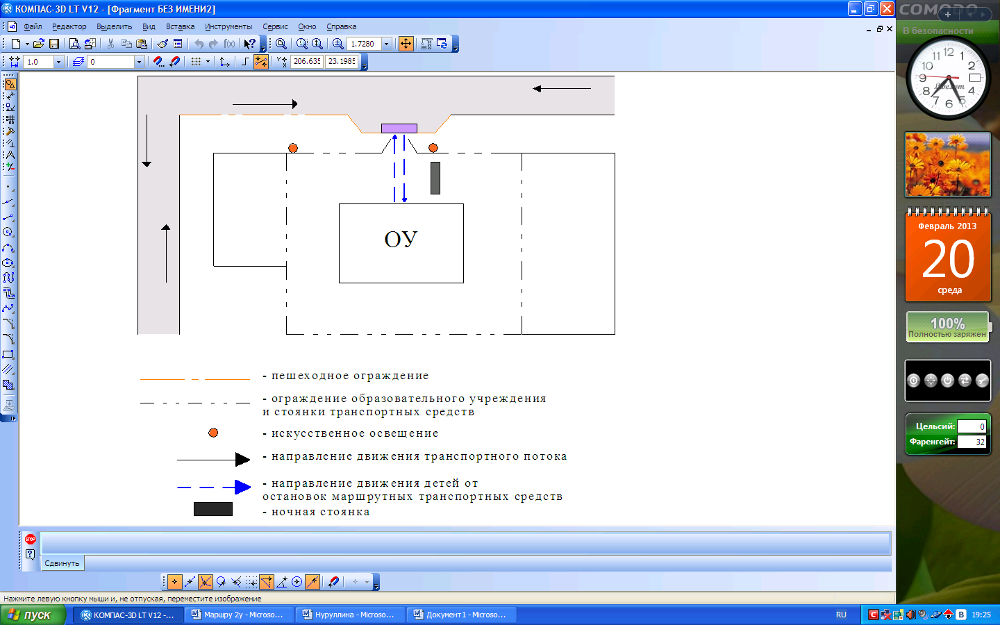 КОМПАС-3D LT V12 - [Фрагмент БЕЗ ИМЕНИ2]
Файл Редактор Выделить Вид Вставка Инструменты Сервис Окно Справка
1.7280
1.0 0 206.635 23.1985
ОУ
- пешеходное ограждение
- ограждение образовательного учреждения
и стоянки транспортных средств
- искусственное освещение
- направление движения транспортного потока
- направление движения детей от
остановок маршрутных транспортных средств
- ночная стоянка
STOP
Сдвинуть
Нажмите левую кнопку мыши и, не отпуская, переместите изображение
пуск
КОМПАС-3D LT V12 -...
Маршру 2у - Microso...
Нуруллина - Microso...
Документ1 - Microso...
RU
19:25
COMODO
В безопасности
12 1 2 3 4 5 6 7 8 9 10 11
Февраль 2013
20
среда
100%
Полностью заряжен
Цельсий: 0
Фаренгейт: 32